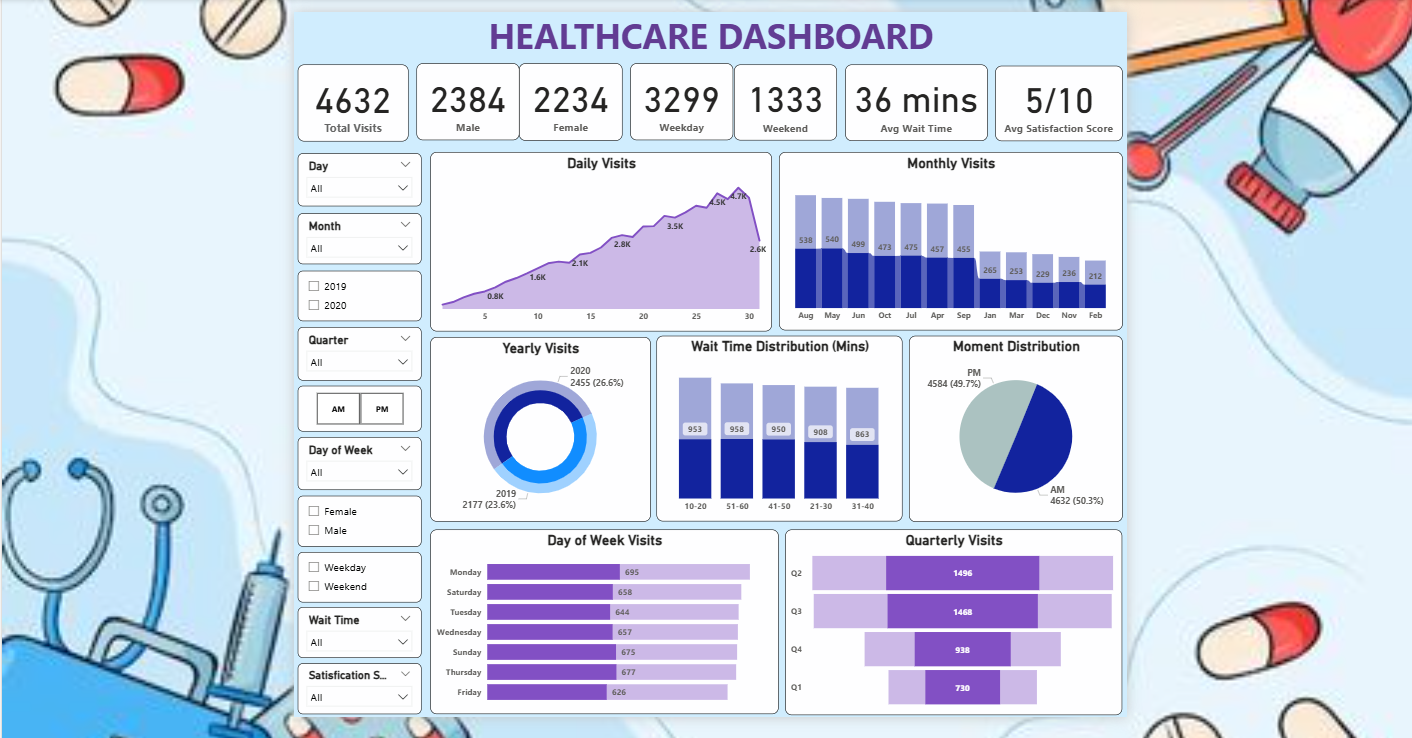 HEALTHCARE DASHBOARD
4632
Total Visits
2384
Male
2234
Female
3299
Weekday
1333
Weekend
36 mins
Avg Wait Time
5/10
Avg Satisfaction Score
Day
All
Month
All
2019
2020
Quarter
All
AM
PM
Day of Week
All
Female
Male
Weekday
Weekend
Wait Time
All
Satisfication S...
All
Daily Visits
0.8K
1.6K
2.1K
2.8K
3.5K
4.5K
4.7K
2.6K
5
10
15
20
25
30
Monthly Visits
538
540
499
473
475
457
455
265
253
229
236
212
Aug
May
Jun
Oct
Jul
Apr
Sep
Jan
Mar
Dec
Nov
Feb
Yearly Visits
2020
2455 (26.6%)
2019
2177 (23.6%)
Wait Time Distribution (Mins)
953
958
950
908
863
10-20
51-60
41-50
21-30
31-40
Moment Distribution
PM
4584 (49.7%)
AM
4632 (50.3%)
Day of Week Visits
Monday 695
Saturday 658
Tuesday 644
Wednesday 657
Sunday 675
Thursday 677
Friday 626
Quarterly Visits
Q2 1496
Q3 1468
Q4 938
Q1 730